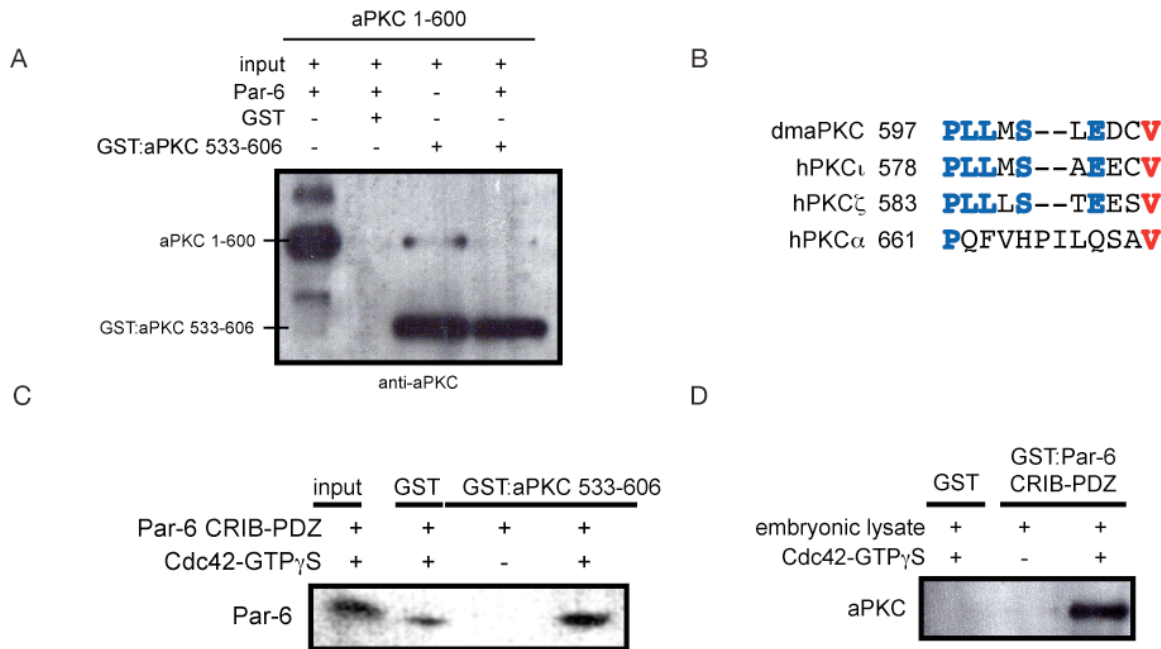 A
aPKC 1-600
input + + + +
Par-6 + + - +
GST - +
GST:aPKC 533-606 - - + +
aPKC 1-600
GST:aPKC 533-606
anti-aPKC
B
dmaPKC 597 PLLMS--LEDCV
hPKCι 578 PLLMS--AEECV
hPKCζ 583 PLLLS--TEESV
hPKCα 661 PQFVHPILQSAV
C
input GST GST:aPKC 533-606
Par-6 CRIB-PDZ + + + +
Cdc42-GTPγS + + - +
Par-6
D
GST GST:Par-6
CRIB-PDZ
embryonic lysate + + +
Cdc42-GTPγS + - +
aPKC